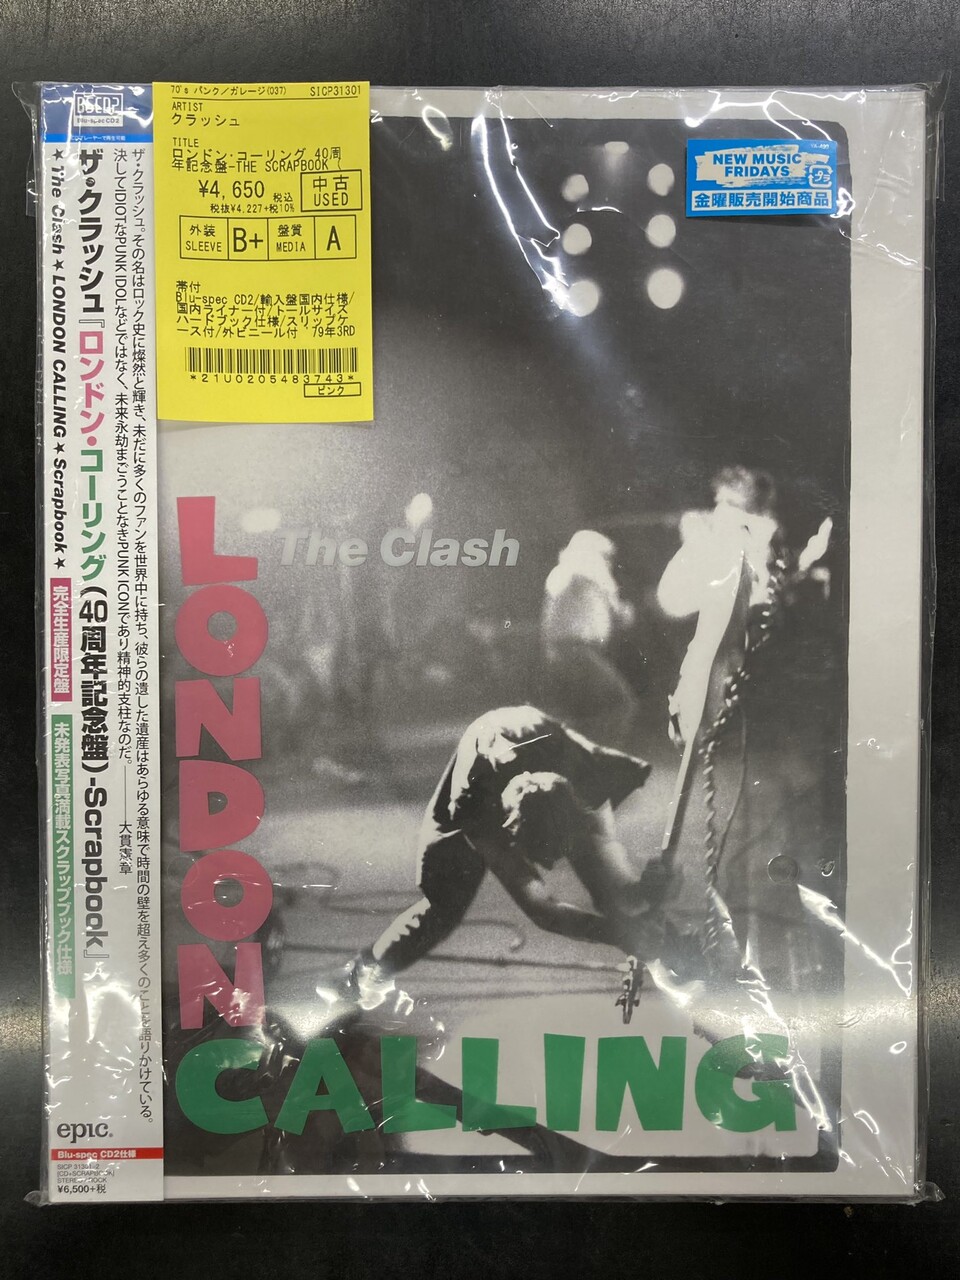 BSCD2
Blu-spec CD2
ザ・クラッシュ。その名はロック史に燦然と輝き、未だに多くのファンを世界中に持ち、彼らの遺した遺産はあらゆる意味で時間の壁を超え多くのことを語りかけている。
決してIDIOTなPUNK IDOLなどではなく、未来永劫まごうことなきPUNK ICONであり精神的支柱なのだ。——大貫憲章
ザ・クラッシュ『ロンドン・コーリング(40周年記念盤)-Scrapbook』
★ The Clash ★ LONDON CALLING ★ Scrapbook ★
完全生産限定盤
未発表写真満載スクラップブック仕様
epic.
Blu-spec CD2仕様
[CD+SCRAPBOOK]
¥6,500+税
70's パンク/ガレージ(037) SICP31301
ARTIST
クラッシュ
TITLE
ロンドン・コーリング 40周
年記念盤-THE SCRAPBOOK (
¥4,650 税込
税抜¥4,227+税10%
中古
USED
外装
SLEEVE
B+
盤質
MEDIA
A
帯付
Blu-spec CD2/輸入盤国内仕様/
国内ライナー付/トールサイズ
ハードブック仕様/スリップケ
ース付/外ビニール付 '79年3RD
*21U0205483743*
ピンク
NEW MUSIC
FRIDAYS
金曜販売開始商品
The Clash
LONDON
CALLING